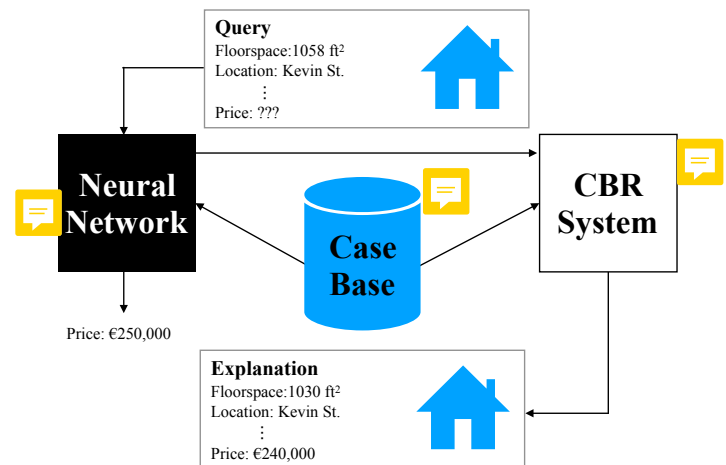 Query
Floorspace:1058 ft²
Location: Kevin St.
⋮
Price: ???
Neural
Network
CBR
System
Case
Base
Price: €250,000
Explanation
Floorspace:1030 ft²
Location: Kevin St.
⋮
Price: €240,000